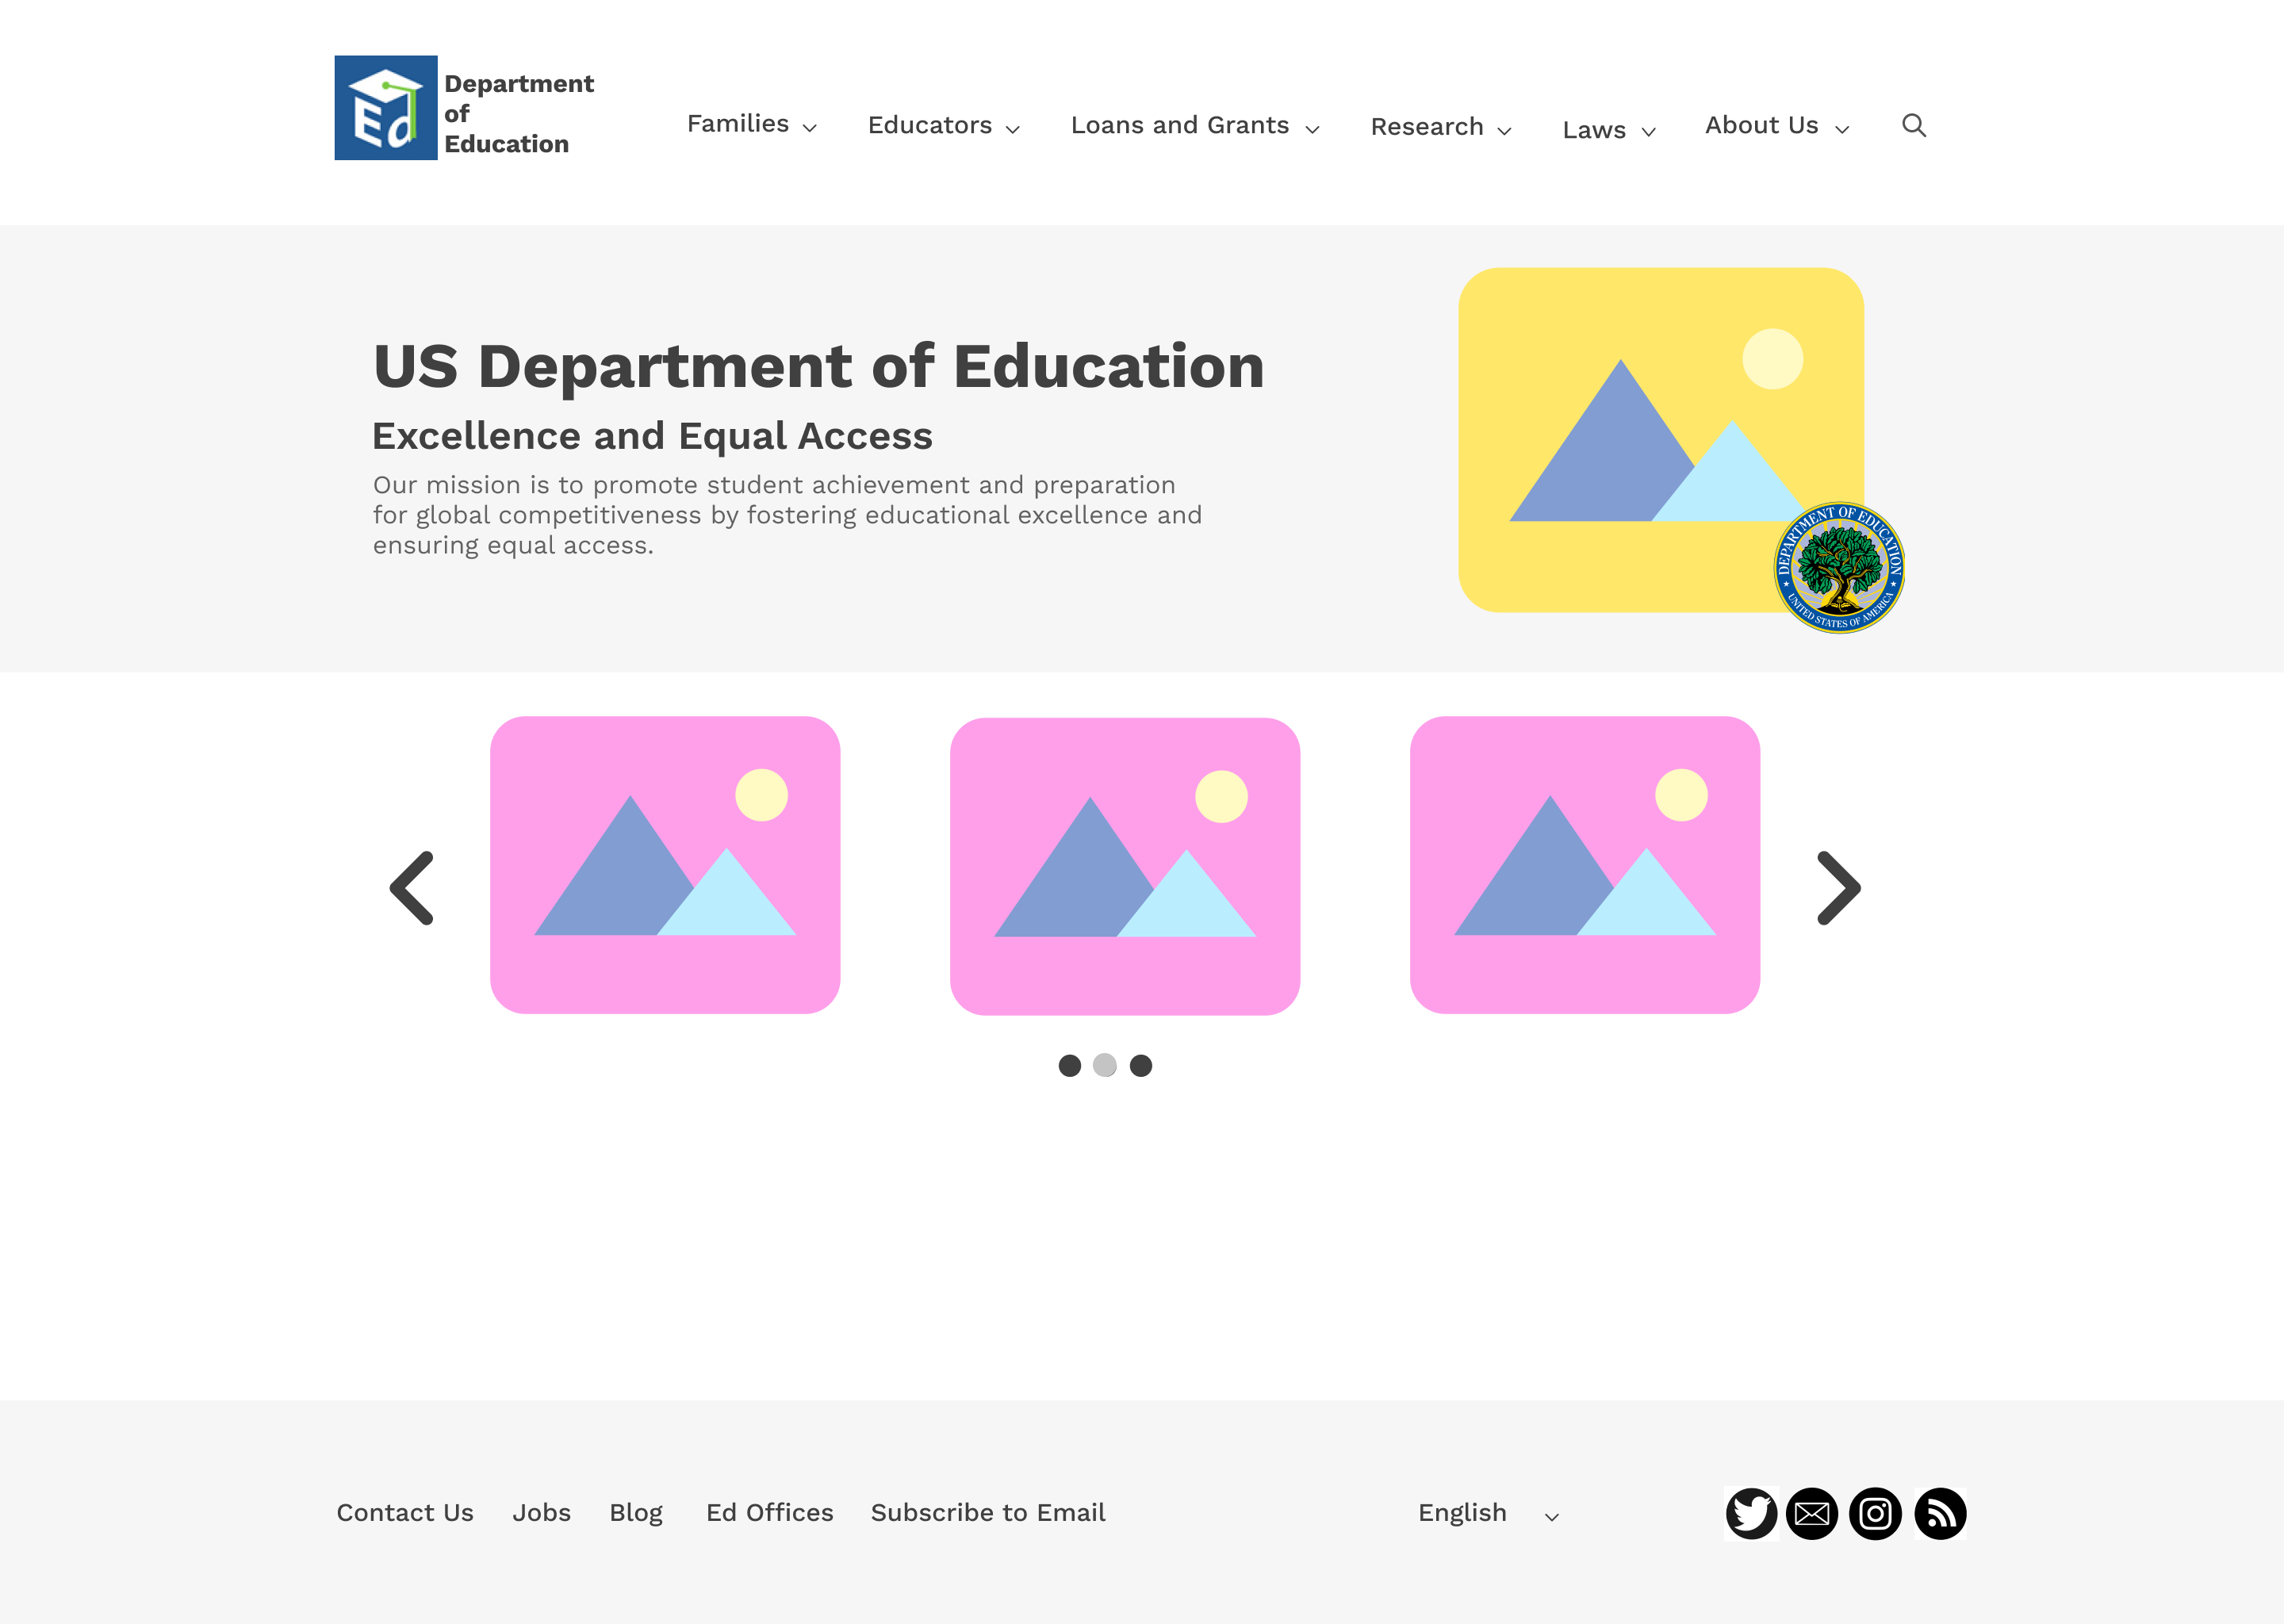 Ed
Department
of
Education
Families
Educators
Loans and Grants
Research
Laws
About Us
US Department of Education
Excellence and Equal Access
Our mission is to promote student achievement and preparation
for global competitiveness by fostering educational excellence and
ensuring equal access.
DEPARTMENT OF EDUCATION
UNITED STATES OF AMERICA
Contact Us
Jobs
Blog
Ed Offices
Subscribe to Email
English